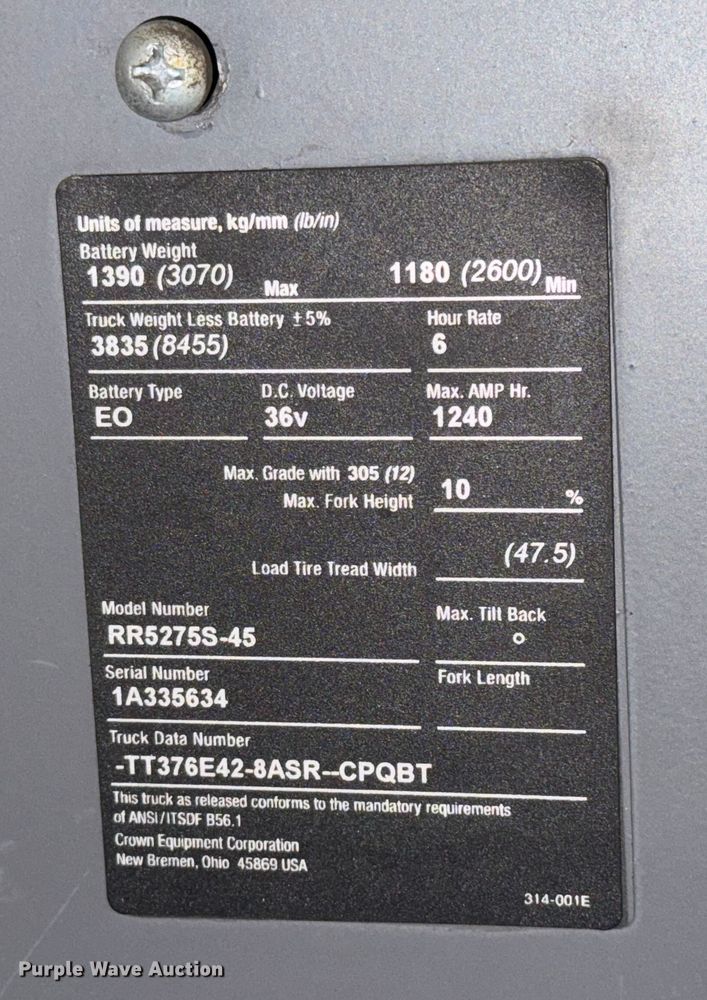 Units of measure, kg/mm (lb/in)
Battery Weight
1390 (3070) Max 1180 (2600) Min
Truck Weight Less Battery ±5% Hour Rate
3835 (8455) 6
Battery Type D.C. Voltage Max. AMP Hr.
EO 36v 1240
Max. Grade with 305 (12)
Max. Fork Height 10 %
Load Tire Tread Width (47.5)
Model Number Max. Tilt Back
RR5275S-45 °
Serial Number Fork Length
1A335634
Truck Data Number
-TT376E42-8ASR--CPQBT
This truck as released conforms to the mandatory requirements
of ANSI/ITSDF B56.1
Crown Equipment Corporation
New Bremen, Ohio 45869 USA
314-001E
Purple Wave Auction